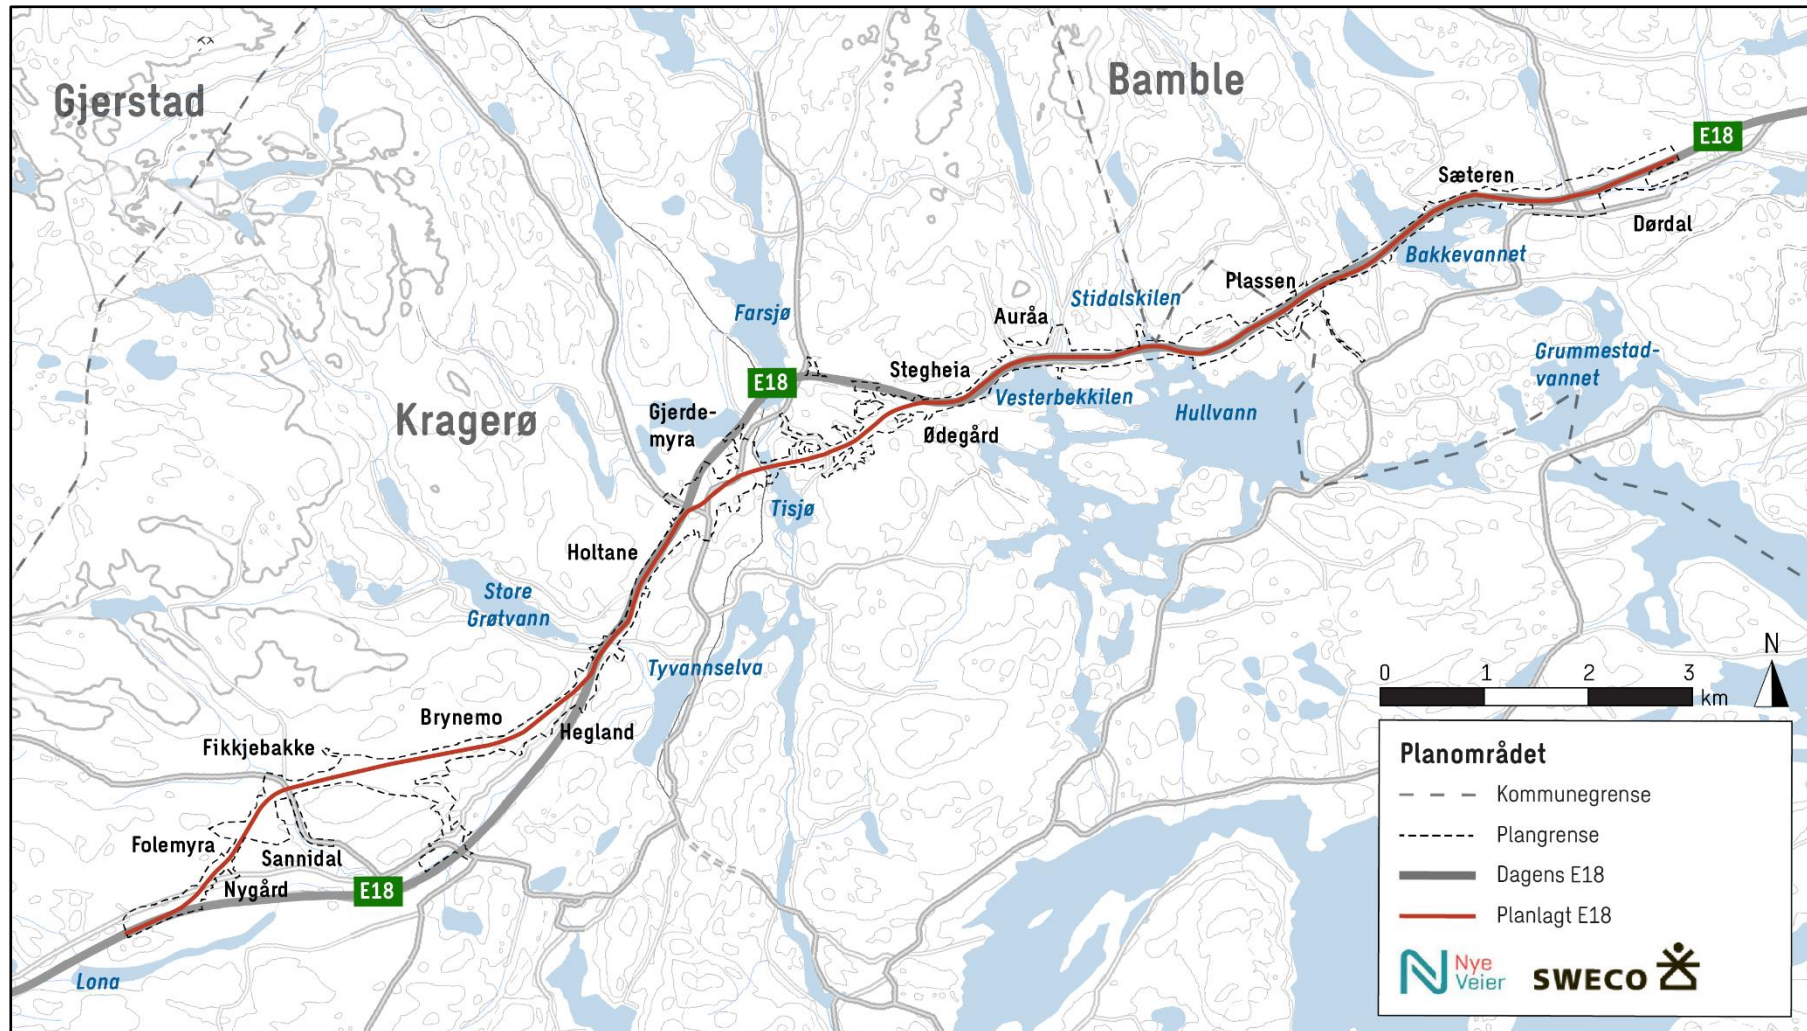 Gjerstad
Bamble
E18
Sæteren
Dørdal
Bakkevannet
Plassen
Stidalskilen
Auråa
Farsjø
Grummestad-
vannet
Stegheia
E18
Vesterbekkilen
Hullvann
Gjerde-
myra
Kragerø
Ødegård
Tisjø
Holtane
Store
Grøtvann
Tyvannselva
N
0 1 2 3
km
Brynemo
Hegland
Fikkjebakke
Folemyra
Sannidal
Nygård
E18
Lona
Planområdet
Kommunegrense
Plangrense
Dagens E18
Planlagt E18
Nye
Veier
SWECO